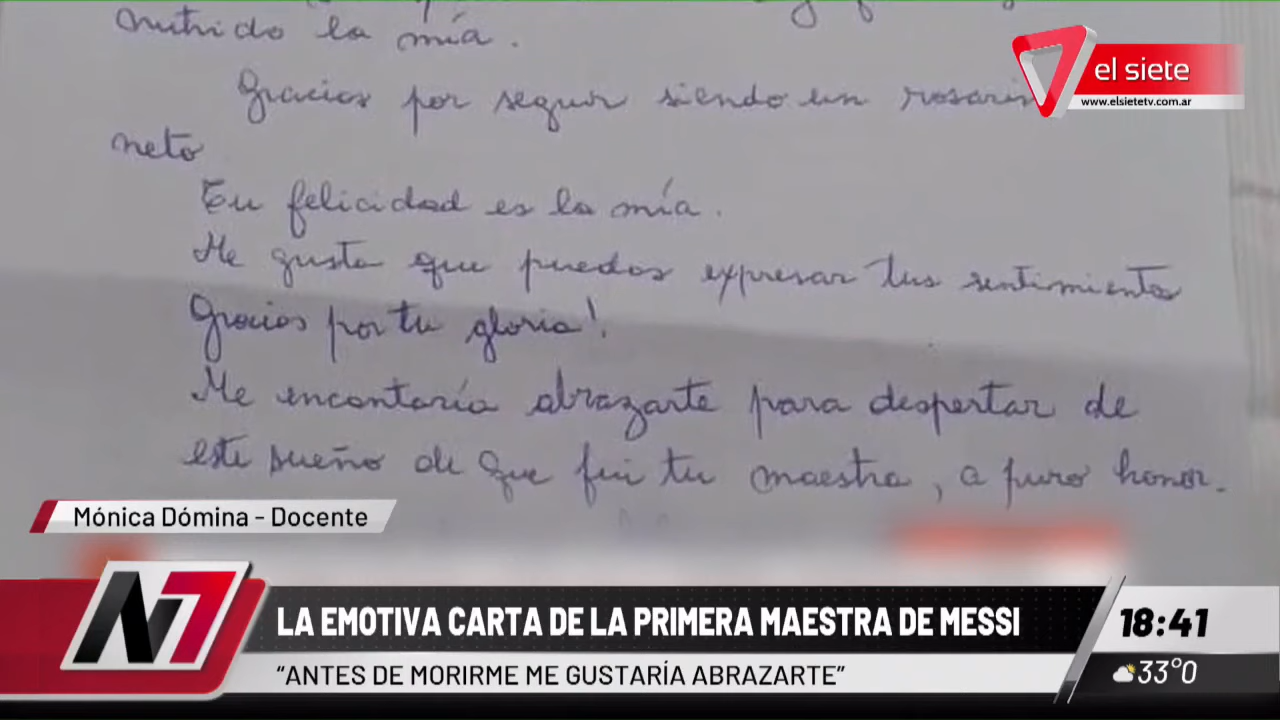 nutrido la mía.
Gracias por seguir siendo un
neto
Tu felicidad es la mía.
Me gusta que puedas expresar tus sentimientos
Gracias por tu gloria!
Me encantaría abrazarte para despertar de
este sueño de que fui tu maestra, a puro honor.
el siete
www.elsietetv.com.ar
Mónica Dómina - Docente
N7
LA EMOTIVA CARTA DE LA PRIMERA MAESTRA DE MESSI
18:41
“ANTES DE MORIRME ME GUSTARÍA ABRAZARTE”
33°